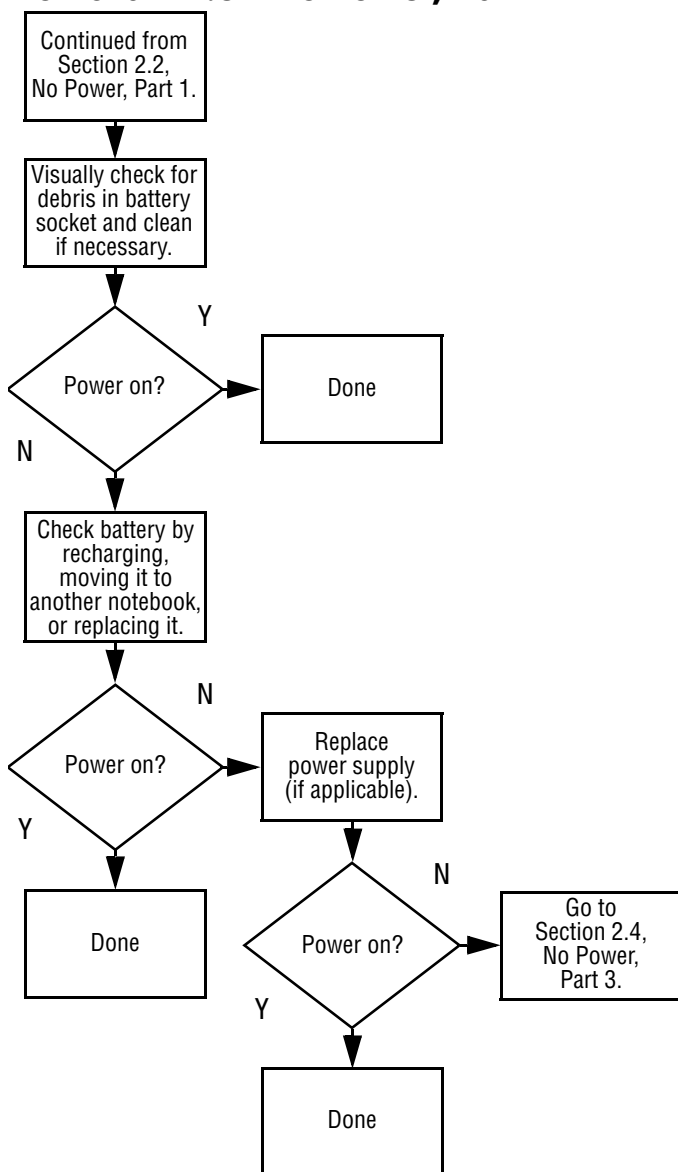 Continued from
Section 2.2,
No Power, Part 1.
Visually check for
debris in battery
socket and clean
if necessary.
Y
Power on?
Done
N
Check battery by
recharging,
moving it to
another notebook,
or replacing it.
N
Power on?
Replace
power supply
(if applicable).
Y
Done
N
Power on?
Go to
Section 2.4,
No Power,
Part 3.
Y
Done